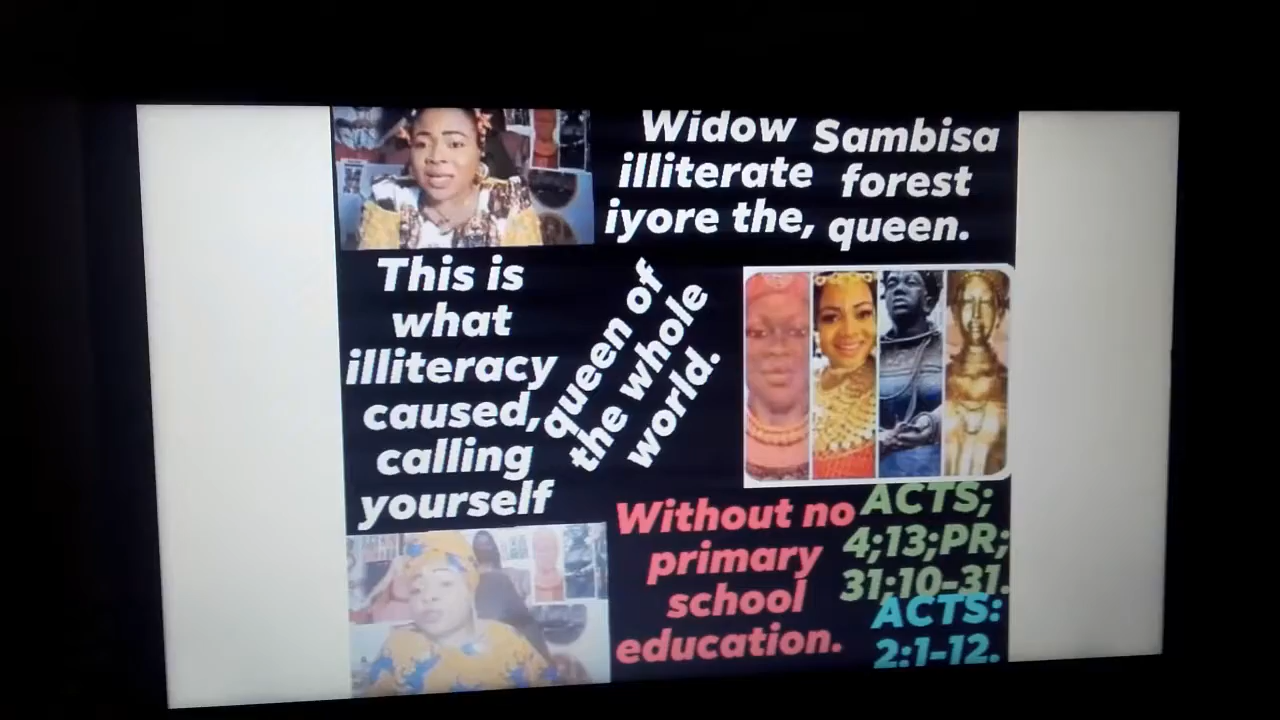 Widow
illiterate
iyore the,
Sambisa
forest
queen.
This is
what
illiteracy
caused,
calling
yourself
queen of
the whole
world.
Without no
primary
school
education.
ACTS;
4;13;PR;
31;10-31.
ACTS:
2:1-12.